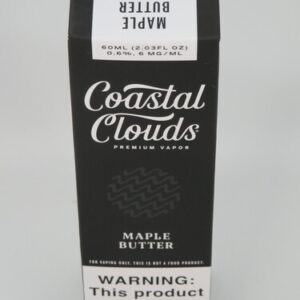 MAPLE
BUTTER
60ML (2.03FL OZ)
0.6%, 6 MG/ML
Coastal
Clouds
PREMIUM VAPOR
MAPLE
BUTTER
FOR VAPING ONLY. THIS IS NOT A FOOD PRODUCT.
WARNING:
This product